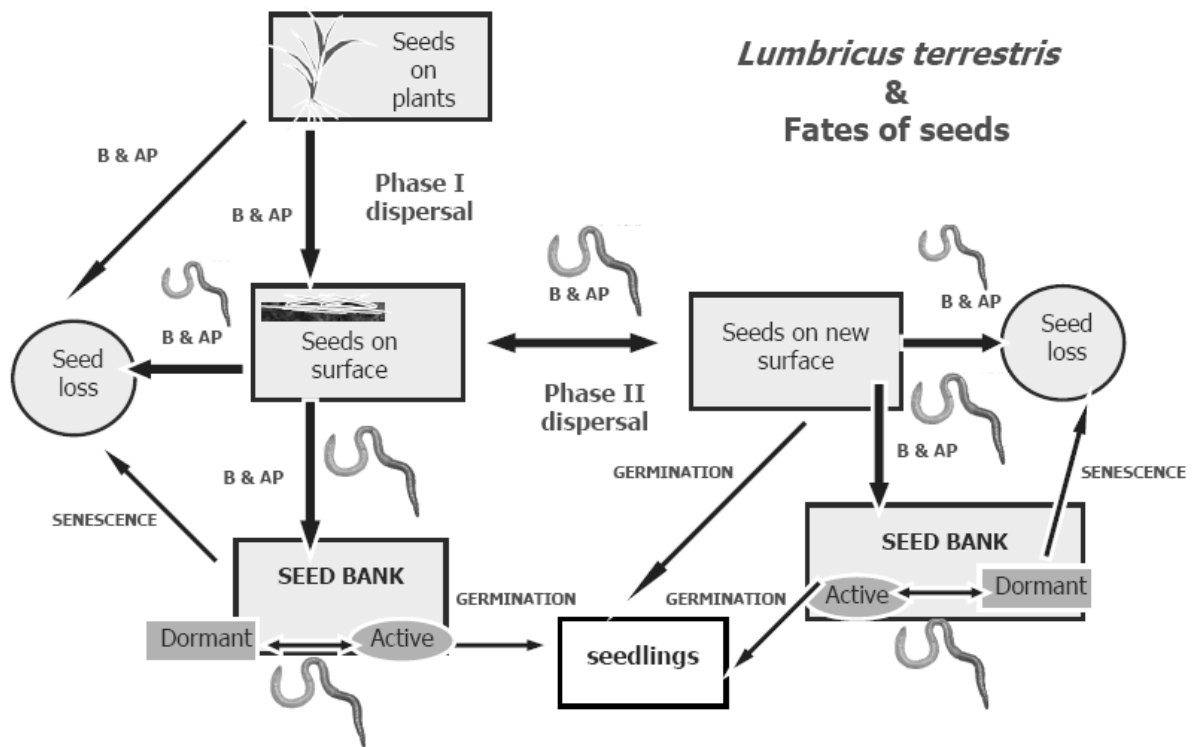 Seeds
on
plants
Lumbricus terrestris
&
Fates of seeds
B & AP
Phase I
dispersal
B & AP
B & AP
B & AP
B & AP
Seed
loss
Seeds on
surface
Seeds on new
surface
Seed
loss
Phase II
dispersal
B & AP
B & AP
GERMINATION
SENESCENCE
SENESCENCE
SEED BANK
SEED BANK
GERMINATION
GERMINATION
Active
Dormant
Dormant
Active
seedlings